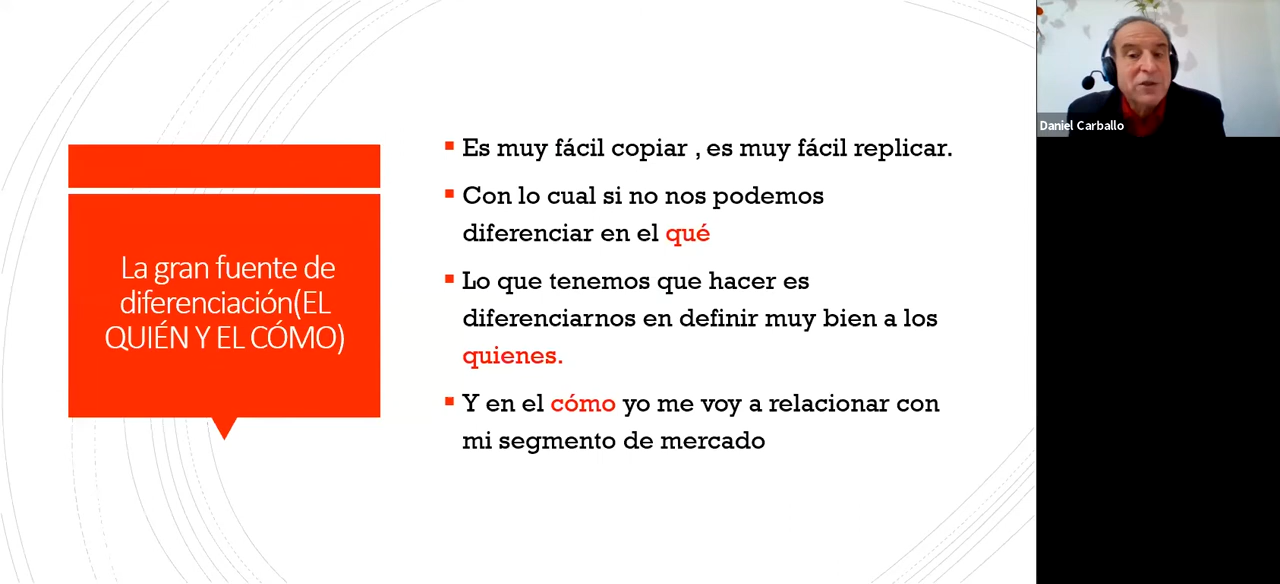 La gran fuente de
diferenciación(EL
QUIÉN Y EL CÓMO)
Es muy fácil copiar , es muy fácil replicar.
Con lo cual si no nos podemos
diferenciar en el qué
Lo que tenemos que hacer es
diferenciarnos en definir muy bien a los
quienes.
Y en el cómo yo me voy a relacionar con
mi segmento de mercado
Daniel Carballo